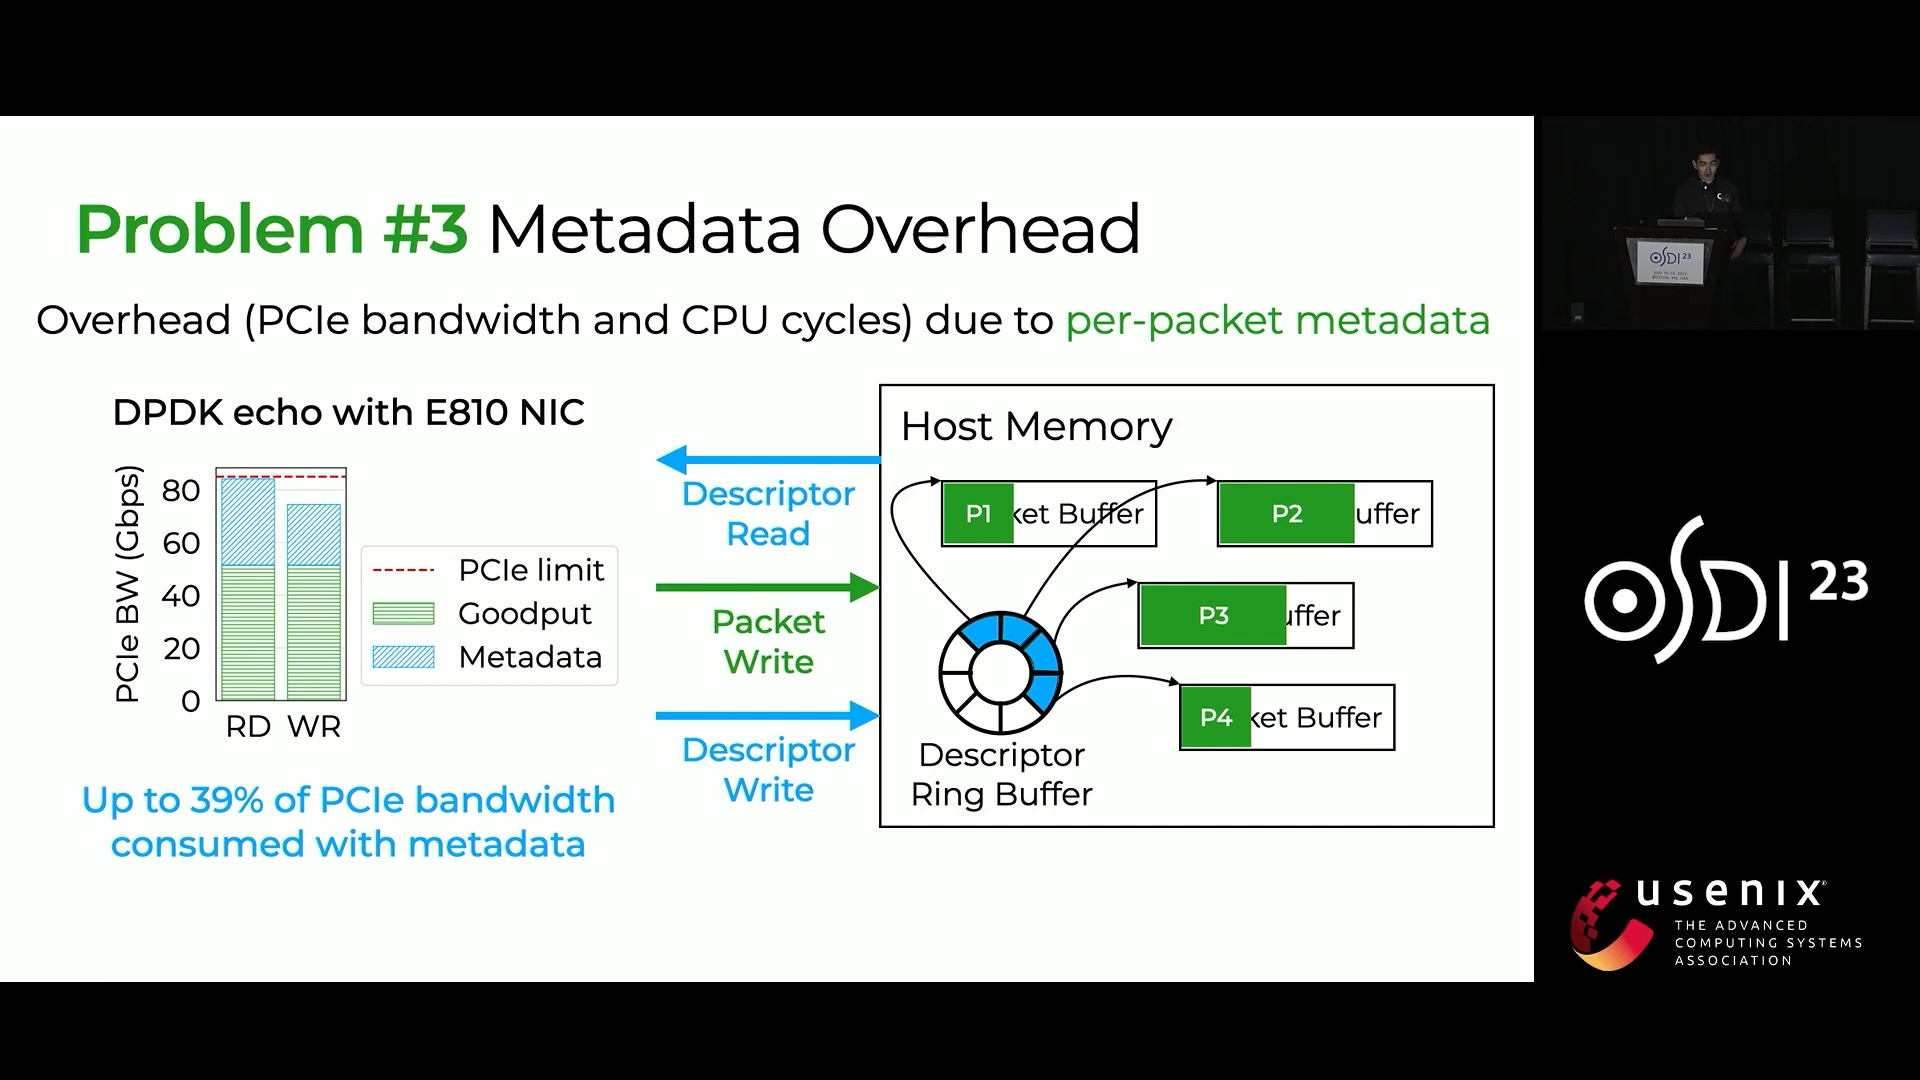 Problem #3 Metadata Overhead
Overhead (PCIe bandwidth and CPU cycles) due to per-packet metadata
DPDK echo with E810 NIC
PCIe BW (Gbps)
80
60
40
20
0
RD WR
PCIe limit
Goodput
Metadata
Up to 39% of PCIe bandwidth
consumed with metadata
Descriptor
Read
Packet
Write
Descriptor
Write
Host Memory
P1 ket Buffer
P2 uffer
P3 uffer
P4 ket Buffer
Descriptor
Ring Buffer
OSDI 23
OSDI 23
usenix
THE ADVANCED
COMPUTING SYSTEMS
ASSOCIATION